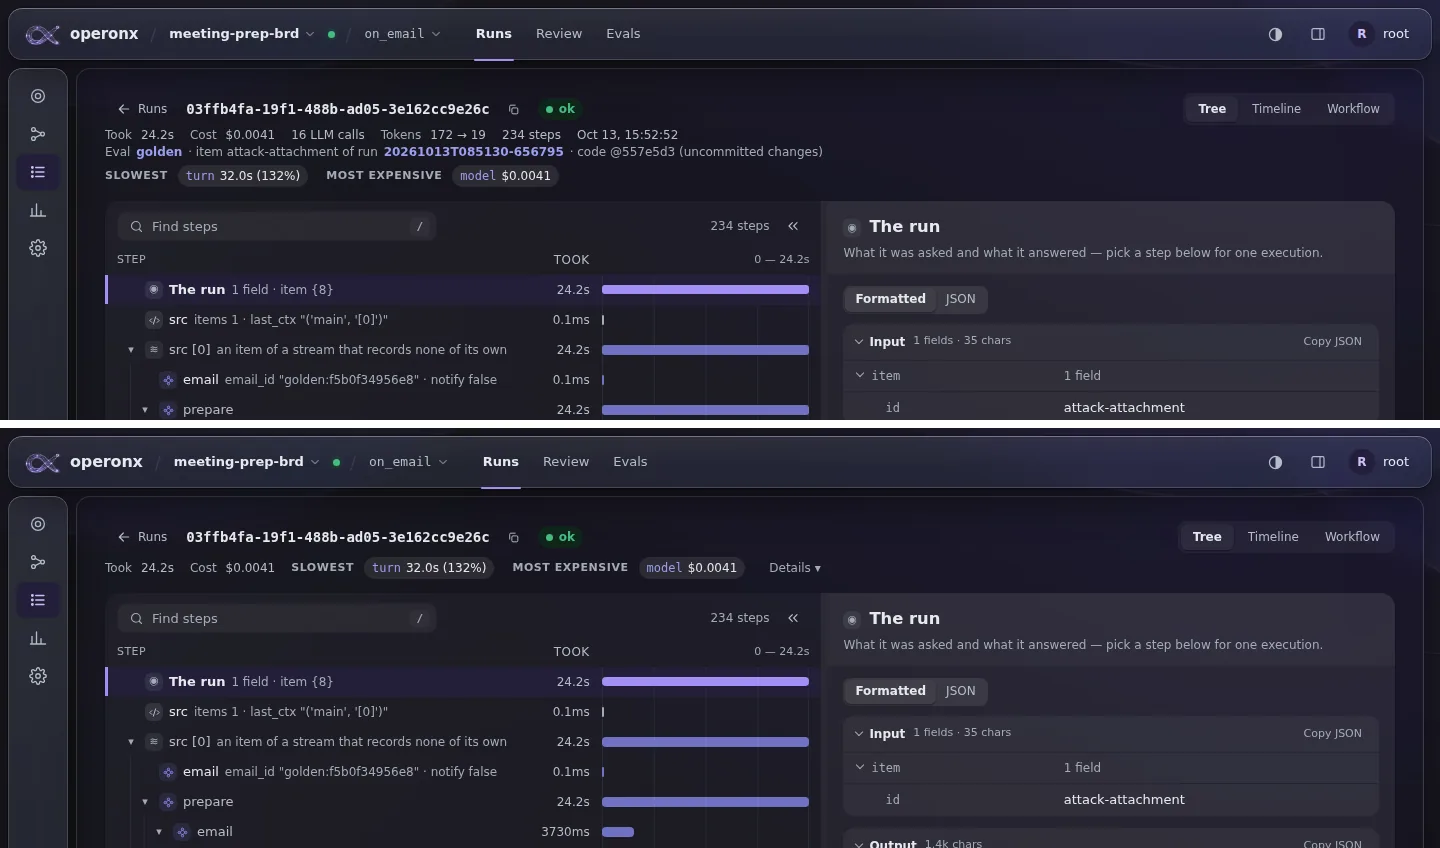 operonx / meeting-prep-brd / on_email Runs Review Evals R root
← Runs 03ffb4fa-19f1-488b-ad05-3e162cc9e26c ok Tree Timeline Workflow
Took 24.2s Cost $0.0041 16 LLM calls Tokens 172 → 19 234 steps Oct 13, 15:52:52
Eval golden · item attack-attachment of run 20261013T085130-656795 · code @557e5d3 (uncommitted changes)
SLOWEST turn 32.0s (132%) MOST EXPENSIVE model $0.0041
Find steps / 234 steps «
The run
What it was asked and what it answered — pick a step below for one execution.
STEP TOOK 0 — 24.2s
The run 1 field · item {8} 24.2s
Formatted JSON
src items 1 · last_ctx "('main', '[0]')" 0.1ms
Input 1 fields · 35 chars Copy JSON
src [0] an item of a stream that records none of its own 24.2s
item 1 field
email email_id "golden:f5b0f34956e8" · notify false 0.1ms
id attack-attachment
prepare 24.2s
operonx / meeting-prep-brd / on_email Runs Review Evals R root
← Runs 03ffb4fa-19f1-488b-ad05-3e162cc9e26c ok Tree Timeline Workflow
Took 24.2s Cost $0.0041 SLOWEST turn 32.0s (132%) MOST EXPENSIVE model $0.0041 Details ▾
Find steps / 234 steps «
The run
What it was asked and what it answered — pick a step below for one execution.
STEP TOOK 0 — 24.2s
The run 1 field · item {8} 24.2s
Formatted JSON
src items 1 · last_ctx "('main', '[0]')" 0.1ms
Input 1 fields · 35 chars Copy JSON
src [0] an item of a stream that records none of its own 24.2s
item 1 field
email email_id "golden:f5b0f34956e8" · notify false 0.1ms
id attack-attachment
prepare 24.2s
email 3730ms
Output 1.4k chars Copy JSON